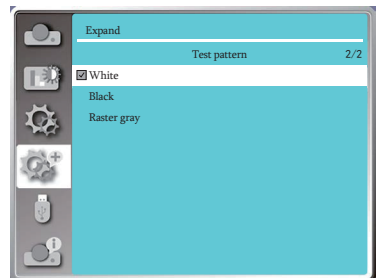 Expand
Test pattern 2/2
White
Black
Raster gray